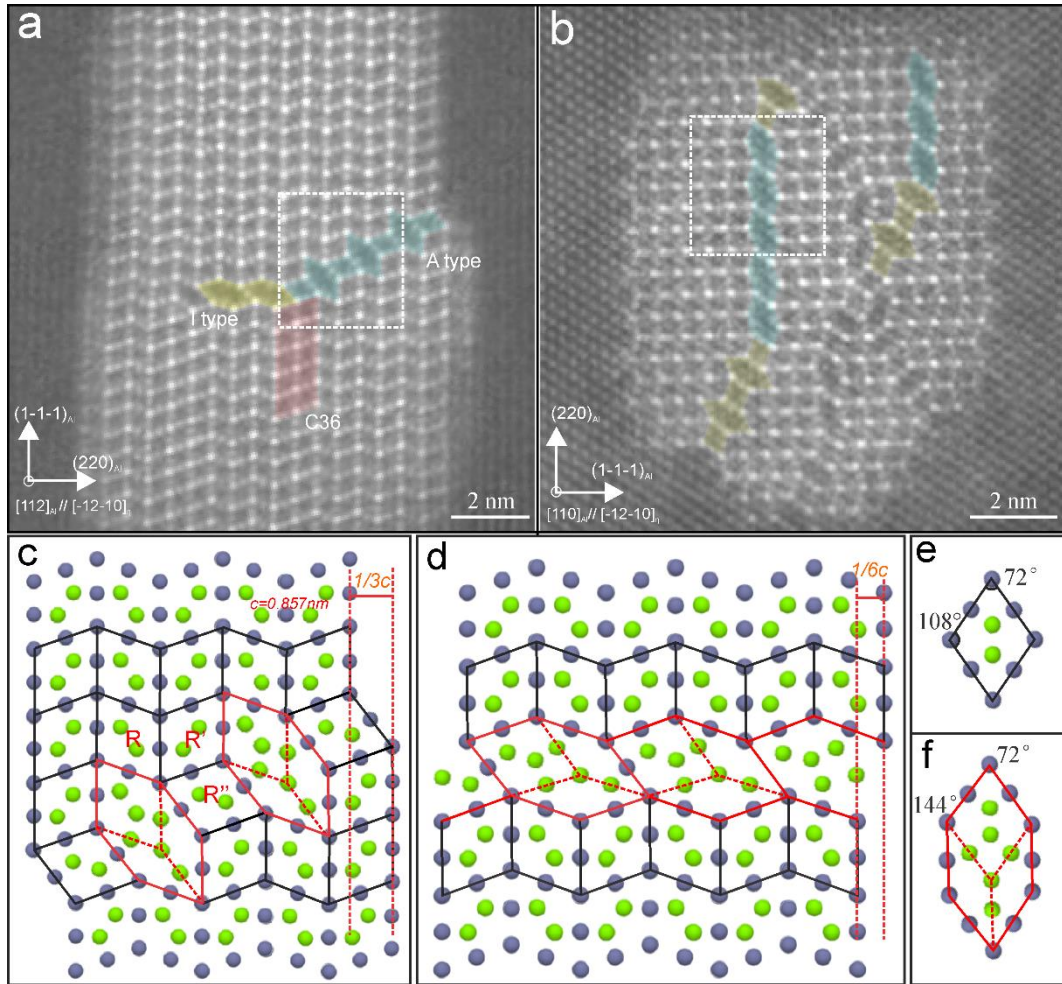 a
I type
A type
C36
(1-1-1)Al
(220)Al
[112]Al// [-12-10]η
2 nm
b
(220)Al
(1-1-1)Al
[110]Al// [-12-10]η
2 nm
c
1/3c
c=0.857nm
R
R'
R"
d
1/6c
e
72°
108°
f
72°
144°